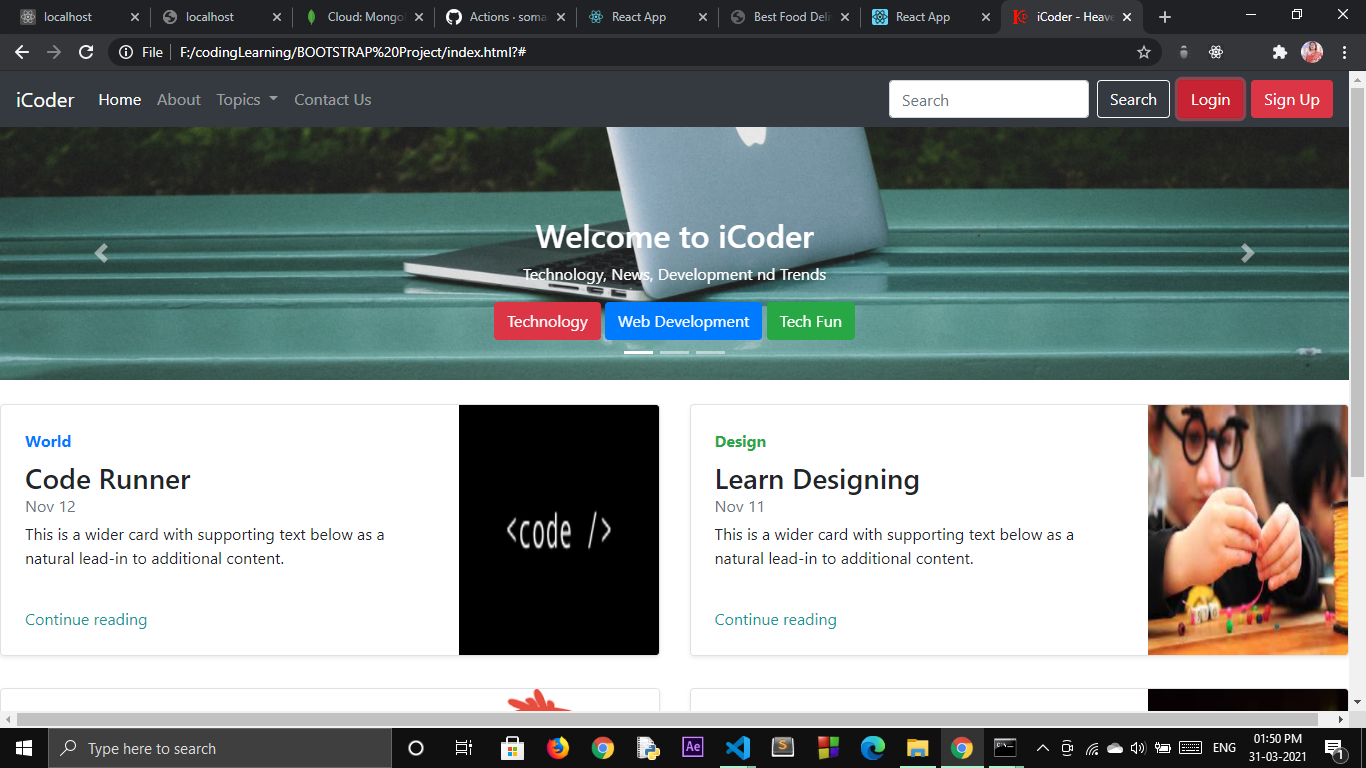 localhost
localhost
Cloud: Mongo
Actions · soma
React App
Best Food Deli
React App
iCoder - Heave
File
F:/codingLearning/BOOTSTRAP%20Project/index.html?#
iCoder
Home
About
Topics
Contact Us
Search
Search
Login
Sign Up
Welcome to iCoder
Technology, News, Development nd Trends
Technology
Web Development
Tech Fun
World
Code Runner
Nov 12
This is a wider card with supporting text below as a
natural lead-in to additional content.
Continue reading
<code />
Design
Learn Designing
Nov 11
This is a wider card with supporting text below as a
natural lead-in to additional content.
Continue reading
Type here to search
Ae
S
ENG
01:50 PM
31-03-2021
1